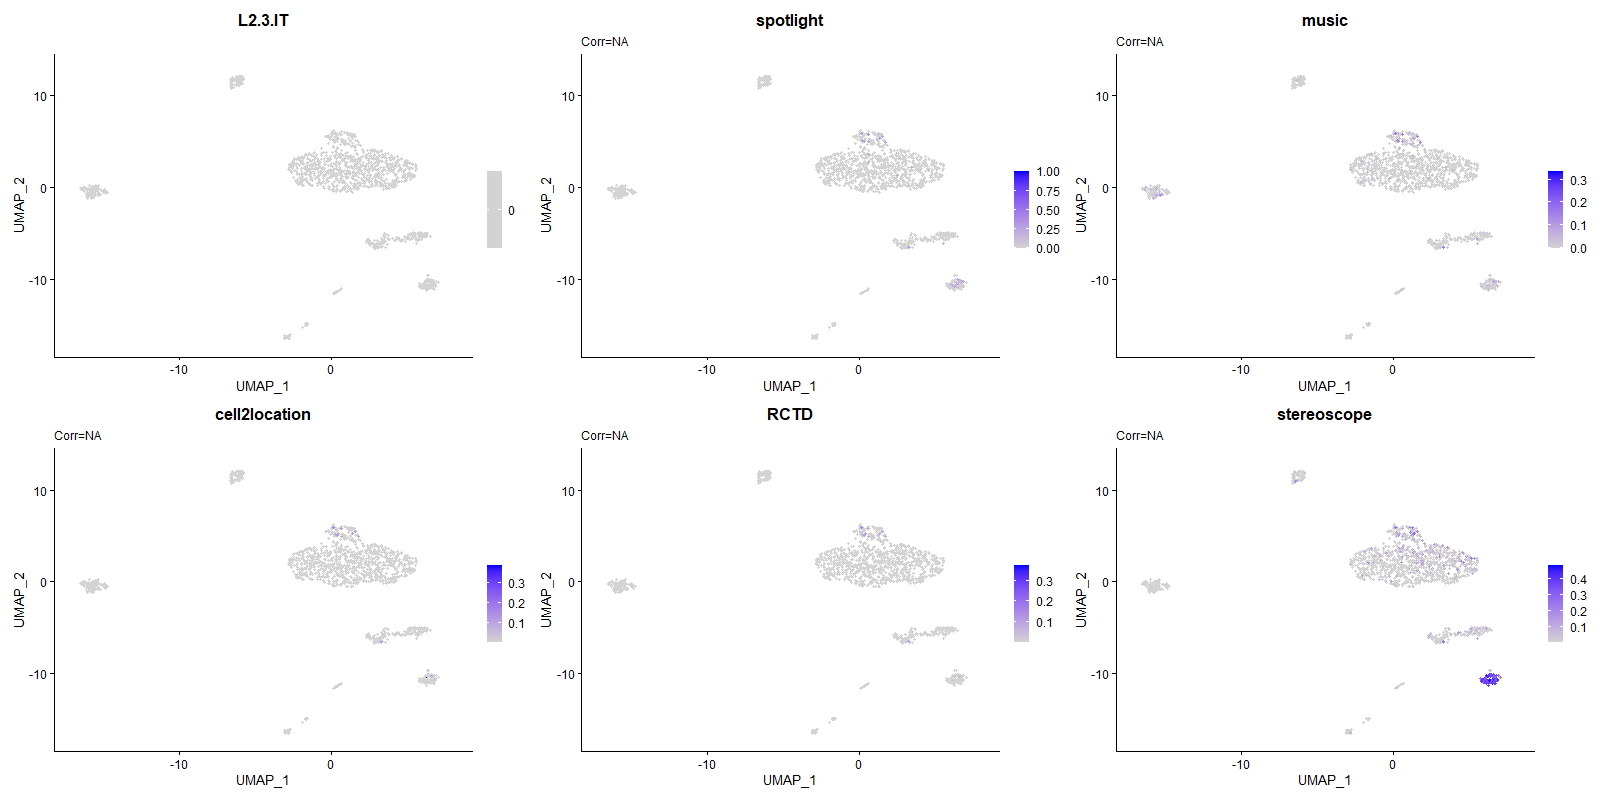 L2.3.IT
10
0
-10
UMAP_2
-10
0
UMAP_1
0
spotlight
Corr=NA
10
0
-10
UMAP_2
-10
0
UMAP_1
1.00
0.75
0.50
0.25
0.00
music
Corr=NA
10
0
-10
UMAP_2
-10
0
UMAP_1
0.3
0.2
0.1
0.0
cell2location
Corr=NA
10
0
-10
UMAP_2
-10
0
UMAP_1
0.3
0.2
0.1
RCTD
Corr=NA
10
0
-10
UMAP_2
-10
0
UMAP_1
0.3
0.2
0.1
stereoscope
Corr=NA
10
0
-10
UMAP_2
-10
0
UMAP_1
0.4
0.3
0.2
0.1